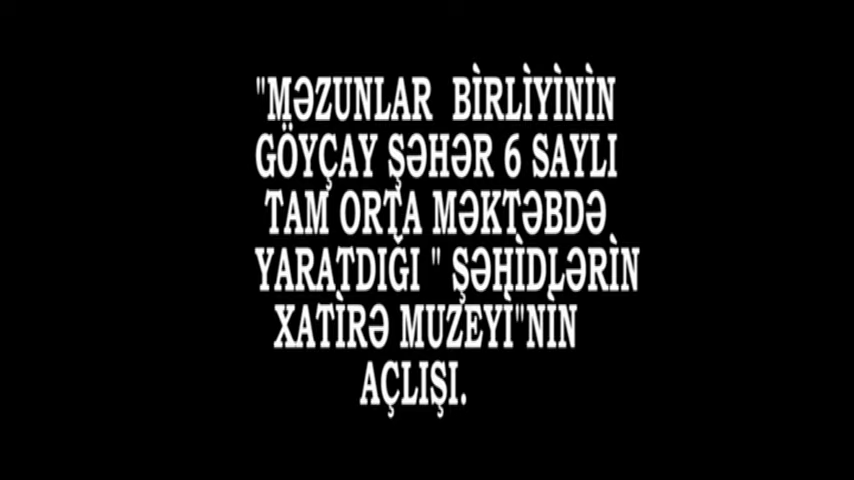 "MƏZUNLAR BİRLİYİNİN
GÖYÇAY ŞƏHƏR 6 SAYLI
TAM ORTA MƏKTƏBDƏ
YARATDIĞI " ŞƏHİDLƏRİN
XATİRƏ MUZEYİ"NİN
AÇLIŞI.